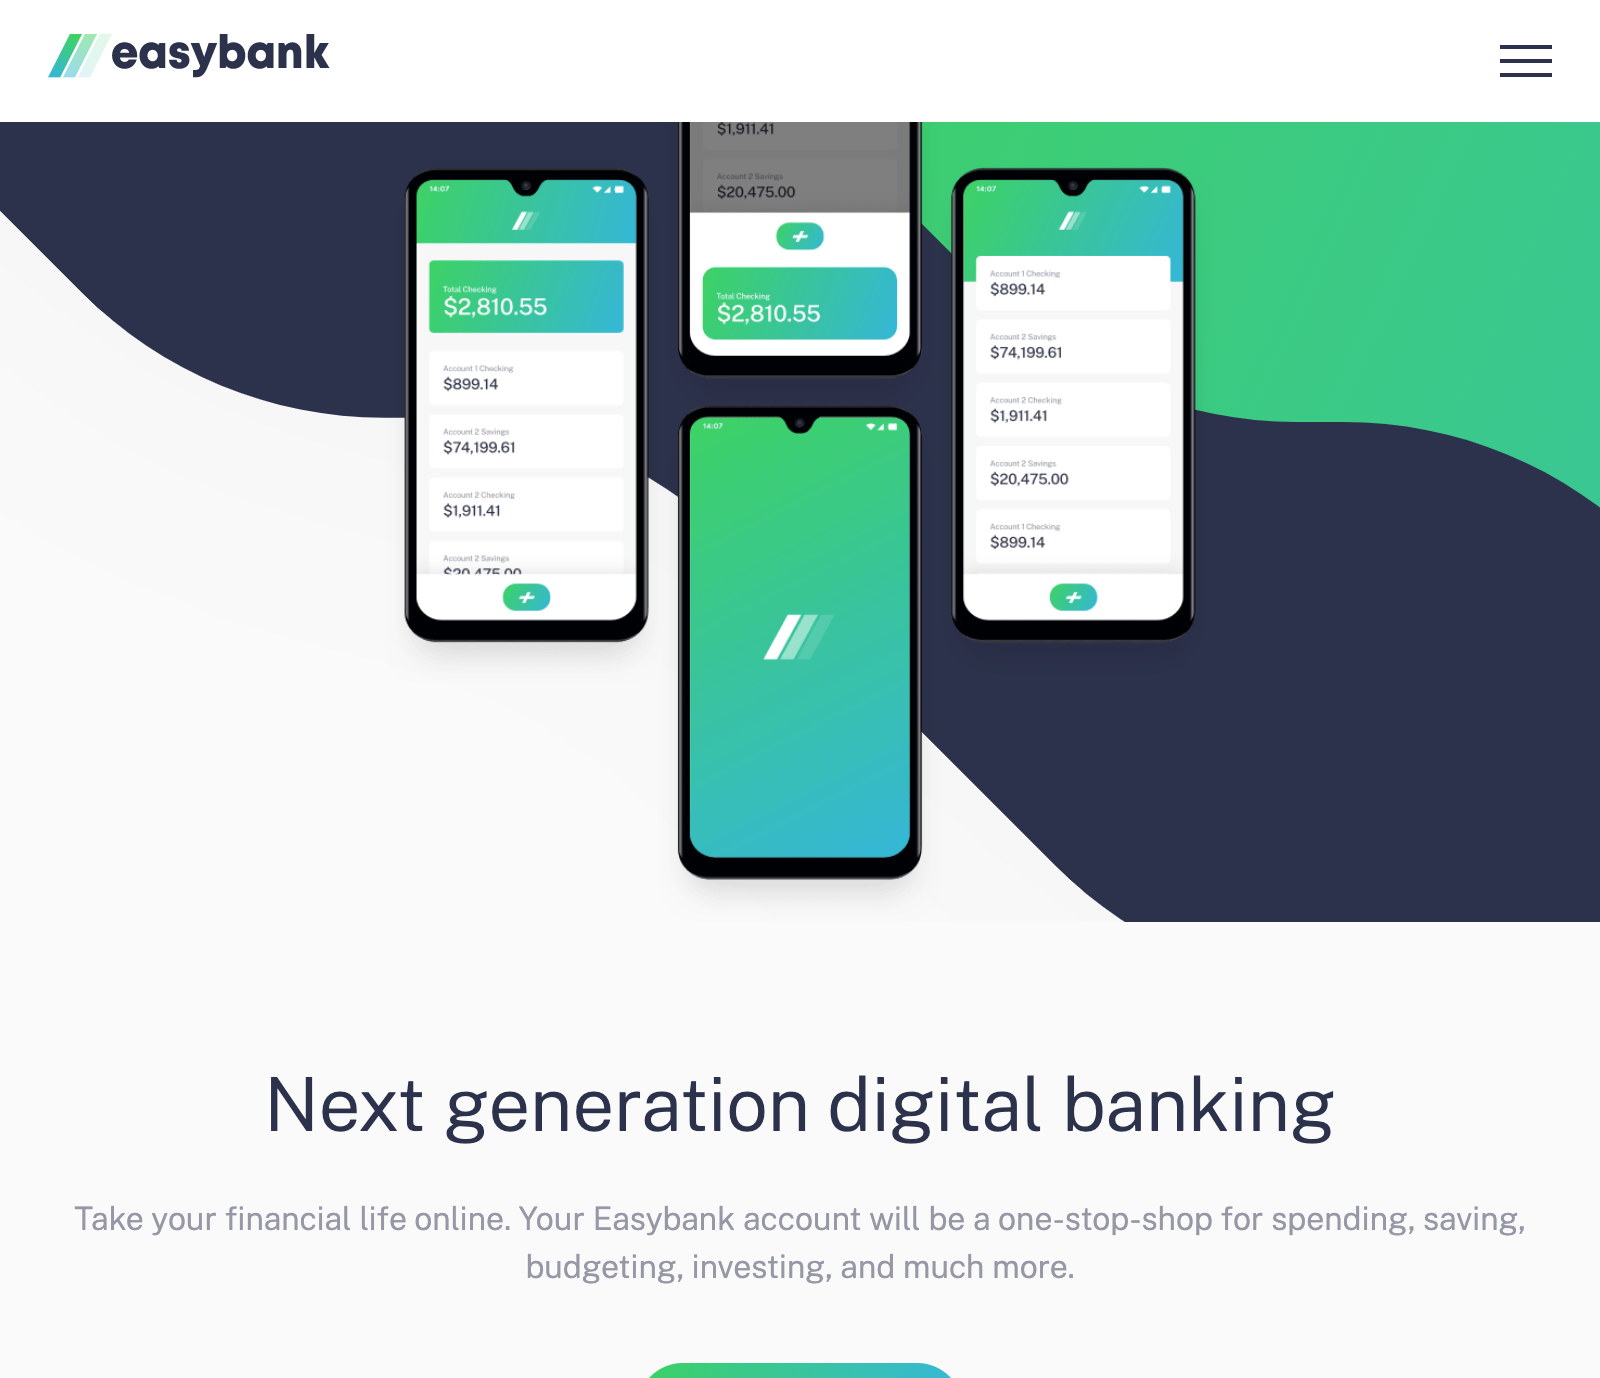 easybank
14:07
Total Checking
$2,810.55
Account 1 Checking
$899.14
Account 2 Savings
$74,199.61
Account 2 Checking
$1,911.41
Account 2 Savings
$20,475.00
$1,911.41
Account 2 Savings
$20,475.00
Total Checking
$2,810.55
14:07
14:07
Account 1 Checking
$899.14
Account 2 Savings
$74,199.61
Account 2 Checking
$1,911.41
Account 2 Savings
$20,475.00
Account 1 Checking
$899.14
Next generation digital banking
Take your financial life online. Your Easybank account will be a one-stop-shop for spending, saving,
budgeting, investing, and much more.